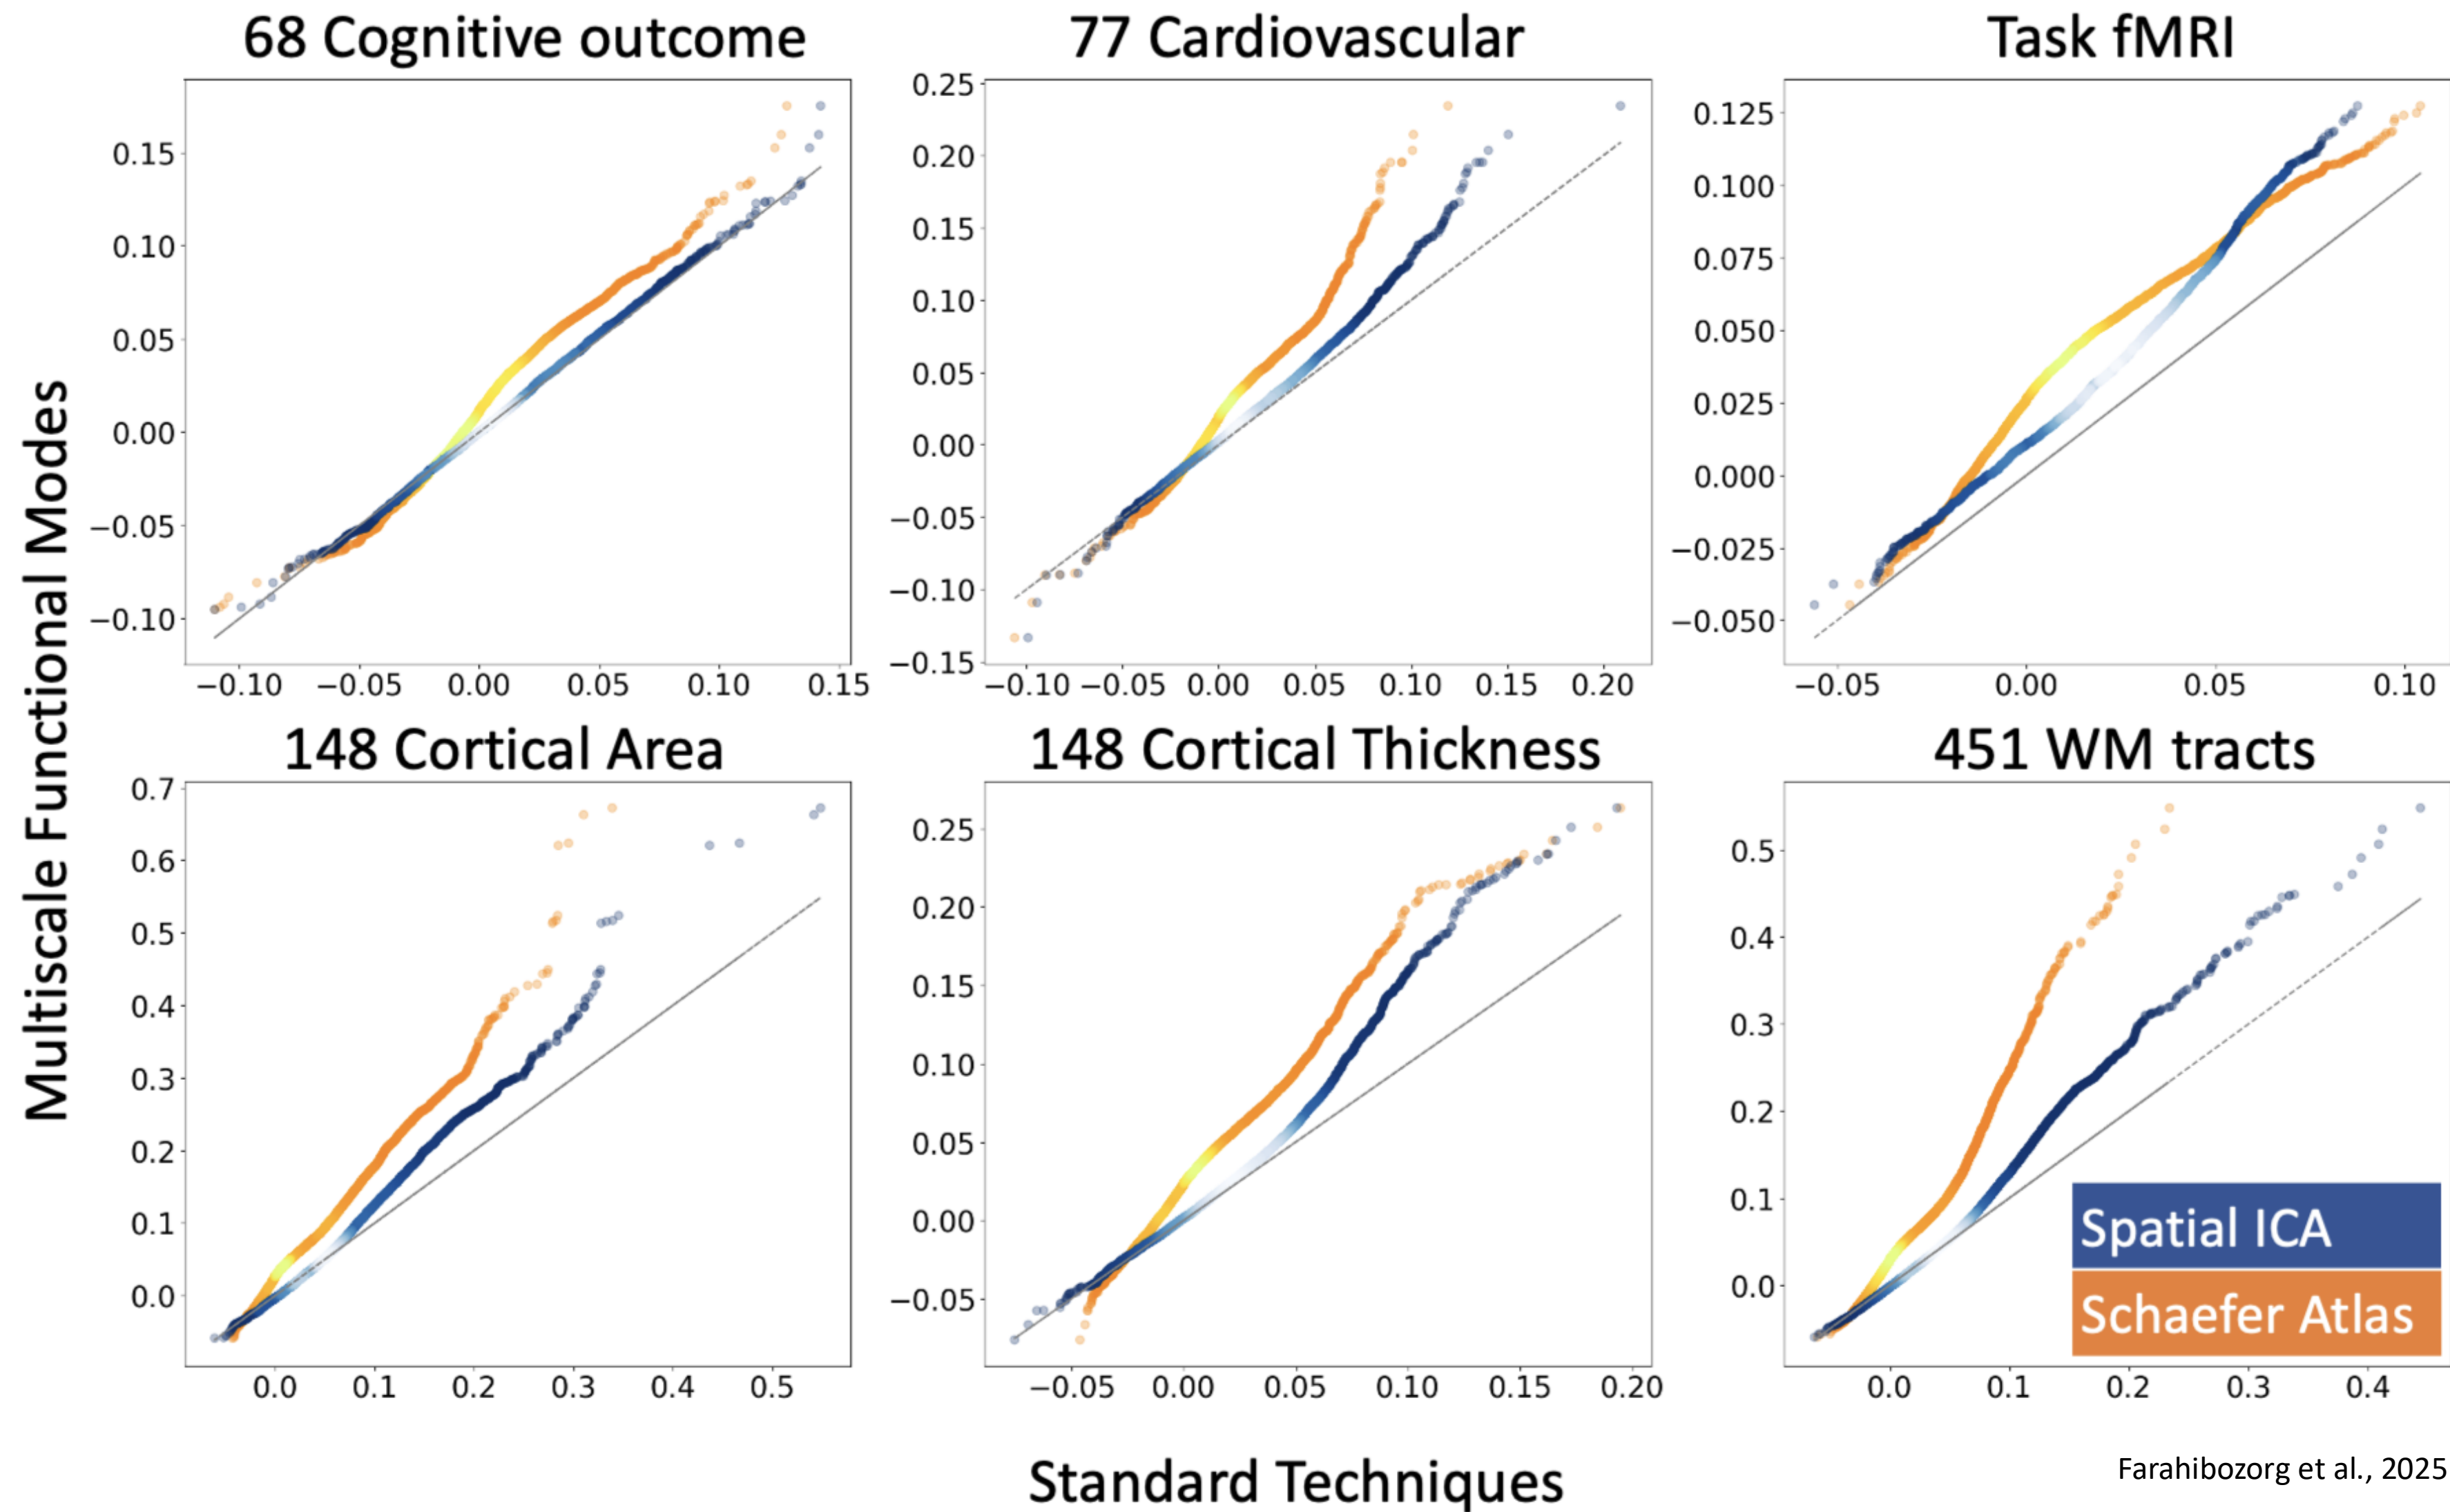 68 Cognitive outcome
77 Cardiovascular
Task fMRI
0.15
0.10
0.05
0.00
−0.05
−0.10
−0.10 −0.05 0.00 0.05 0.10 0.15
0.25
0.20
0.15
0.10
0.05
0.00
−0.05
−0.10
−0.15
−0.10 −0.05 0.00 0.05 0.10 0.15 0.20
0.125
0.100
0.075
0.050
0.025
0.000
−0.025
−0.050
−0.05 0.00 0.05 0.10
Multiscale Functional Modes
148 Cortical Area
148 Cortical Thickness
451 WM tracts
0.7
0.6
0.5
0.4
0.3
0.2
0.1
0.0
0.0 0.1 0.2 0.3 0.4 0.5
0.25
0.20
0.15
0.10
0.05
0.00
−0.05
−0.05 0.00 0.05 0.10 0.15 0.20
0.5
0.4
0.3
0.2
0.1
0.0
0.0 0.1 0.2 0.3 0.4
Spatial ICA
Schaefer Atlas
Standard Techniques
Farahibozorg et al., 2025